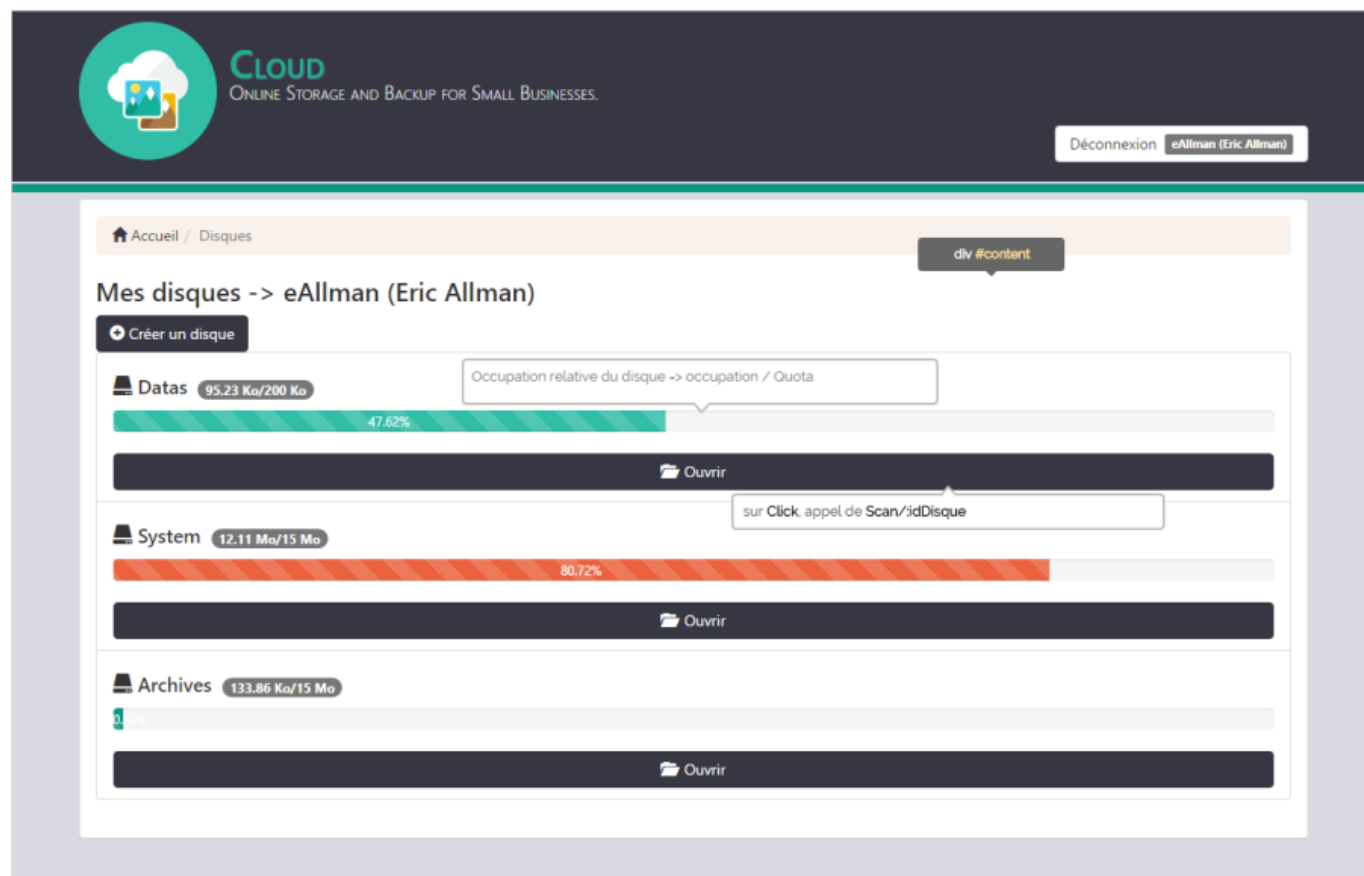 CLOUD
ONLINE STORAGE AND BACKUP FOR SMALL BUSINESSES.
Déconnexion eAllman (Eric Allman)
Accueil / Disques
div #content
Mes disques -> eAllman (Eric Allman)
Créer un disque
Occupation relative du disque -> occupation / Quota
Datas 95.23 Ko/200 Ko
47.62%
Ouvrir
sur Click, appel de Scan/:idDisque
System 12.11 Mo/15 Mo
80.72%
Ouvrir
Archives 133.86 Ko/15 Mo
Ouvrir